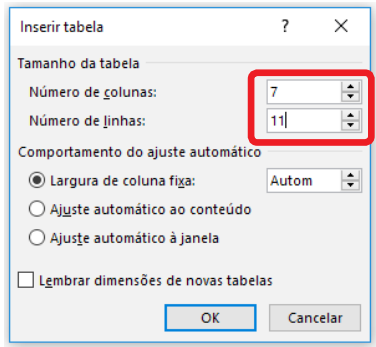 Inserir tabela ?
Tamanho da tabela
Número de colunas: 7
Número de linhas: 11
Comportamento do ajuste automático
Largura de coluna fixa: Autom
Ajuste automático ao conteúdo
Ajuste automático à janela
Lembrar dimensões de novas tabelas
OK Cancelar